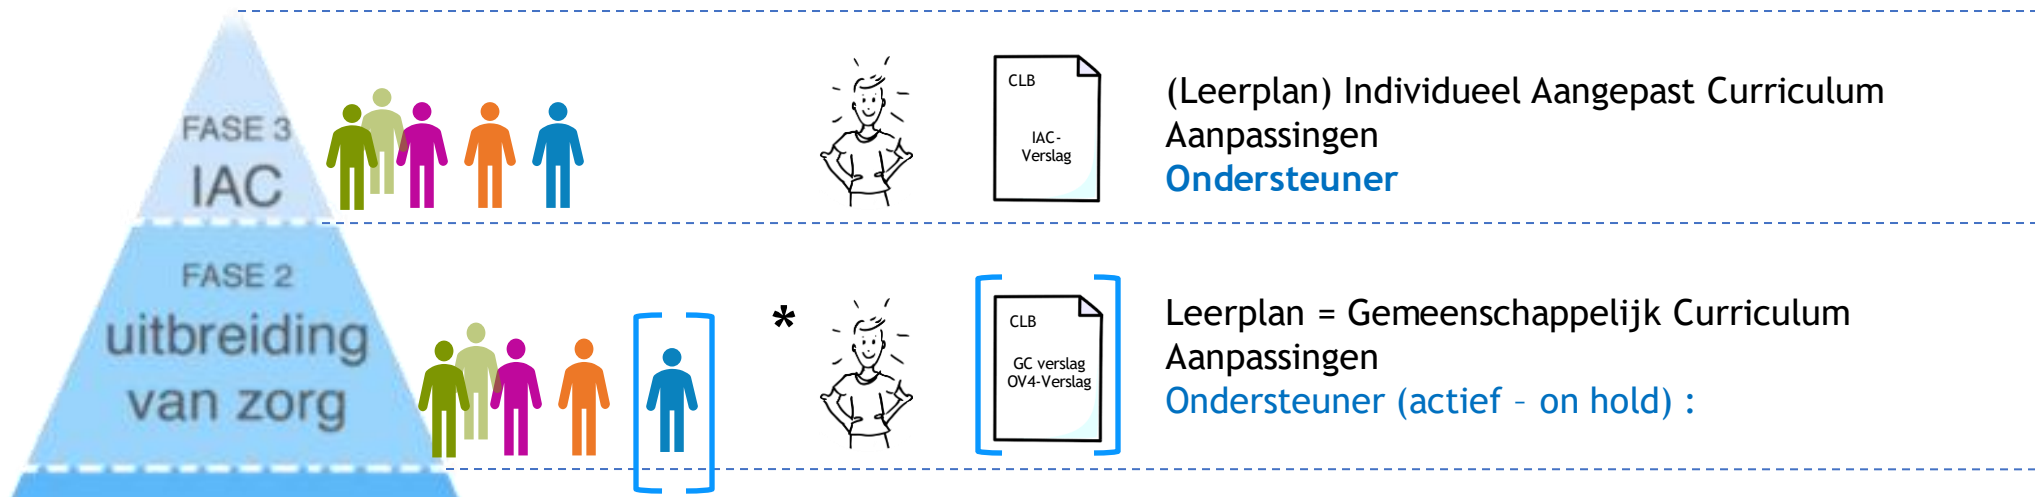 FASE 3
IAC
CLB
IAC-
Verslag
(Leerplan) Individueel Aangepast Curriculum
Aanpassingen
Ondersteuner
FASE 2
uitbreiding
van zorg
*
CLB
GC verslag
OV4-Verslag
Leerplan = Gemeenschappelijk Curriculum
Aanpassingen
Ondersteuner (actief – on hold) :